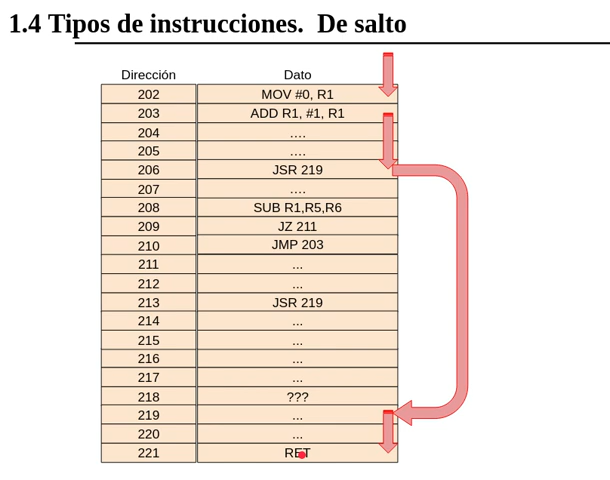 1.4 Tipos de instrucciones.  De salto
Dirección Dato
202 MOV #0, R1
203 ADD R1, #1, R1
204 ....
205 ....
206 JSR 219
207 ....
208 SUB R1,R5,R6
209 JZ 211
210 JMP 203
211 ...
212 ...
213 JSR 219
214 ...
215 ...
216 ...
217 ...
218 ???
219 ...
220 ...
221 RET